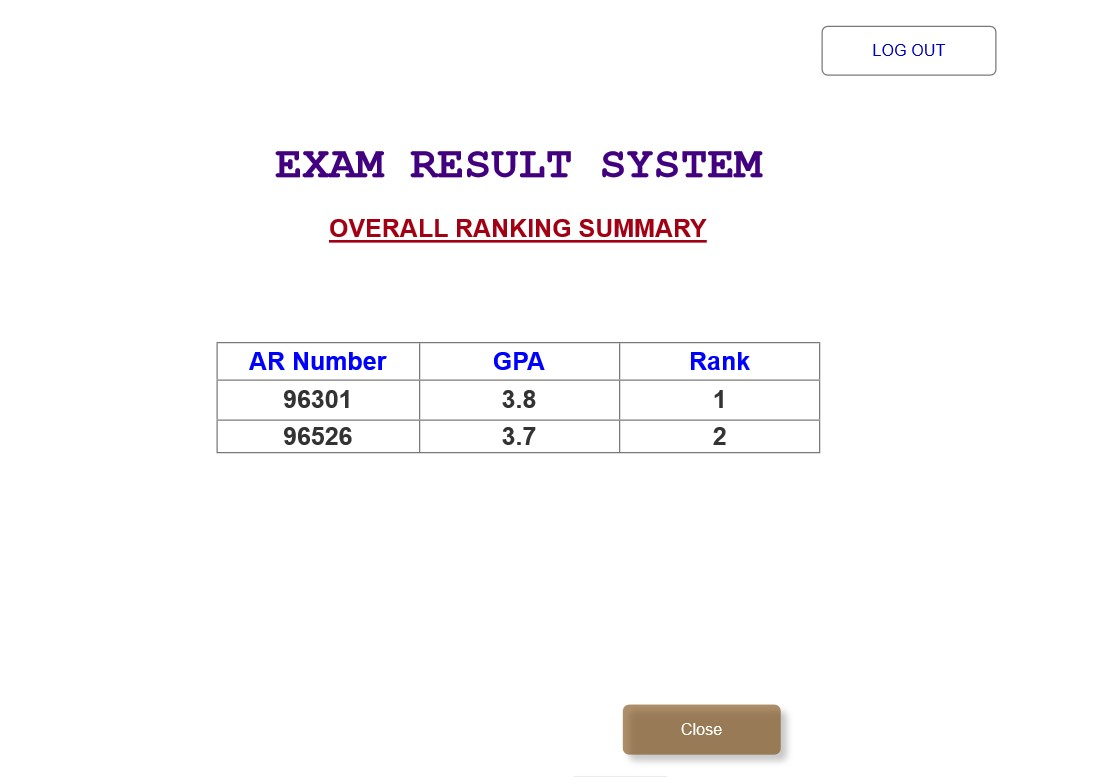 LOG OUT
EXAM RESULT SYSTEM
OVERALL RANKING SUMMARY
AR Number GPA Rank
96301 3.8 1
96526 3.7 2
Close